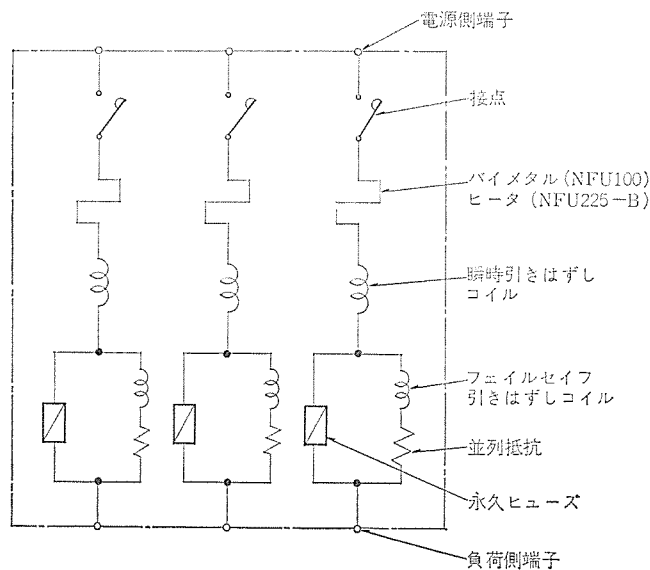 電源側端子
接点
バイメタル(NFU100)
ヒータ(NFU225-B)
瞬時引きはずし
コイル
フェイルセイフ
引きはずしコイル
並列抵抗
永久ヒューズ
負荷側端子